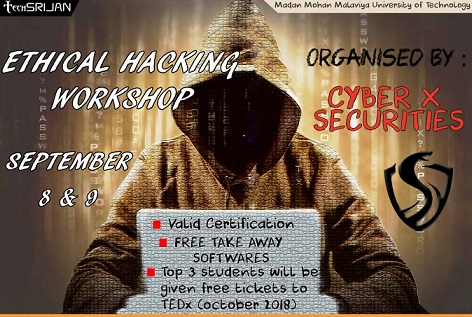 TECHSRIJAN
Madan Mohan Malaviya University of Technology
ETHICAL HACKING
WORKSHOP
SEPTEMBER
8 & 9
ORGANISED BY :
CYBER X
SECURITIES
Valid Certification
FREE TAKE AWAY
SOFTWARES
Top 3 students will be
given free tickets to
TEDx (october 2018)